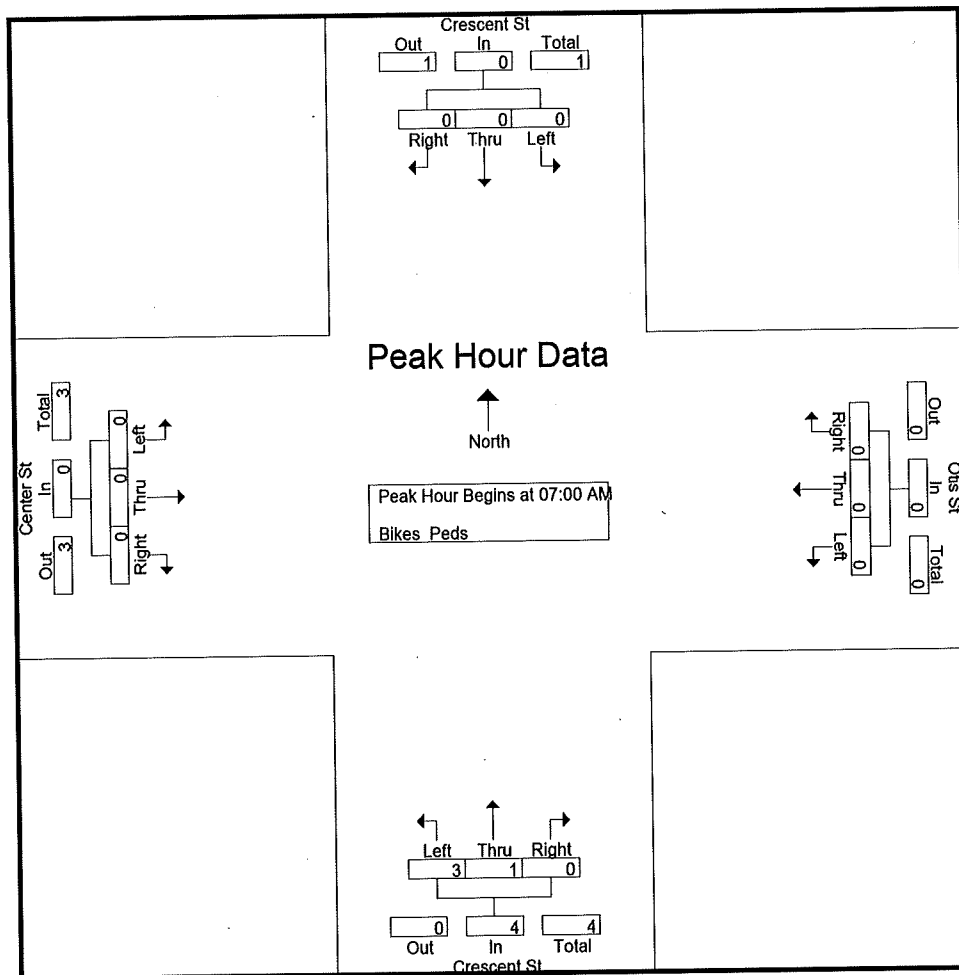 Crescent St
Out In Total
1 0 1
0 0 0
Right Thru Left
Peak Hour Data
North
Peak Hour Begins at 07:00 AM
Bikes Peds
Center St
Total In Out
3 0 3
0 0 0
Left Thru Right
Right Thru Left
0 0 0
Out In Total
0 0 0
Otis St
Left Thru Right
3 1 0
0 4 4
Out In Total
Crescent St